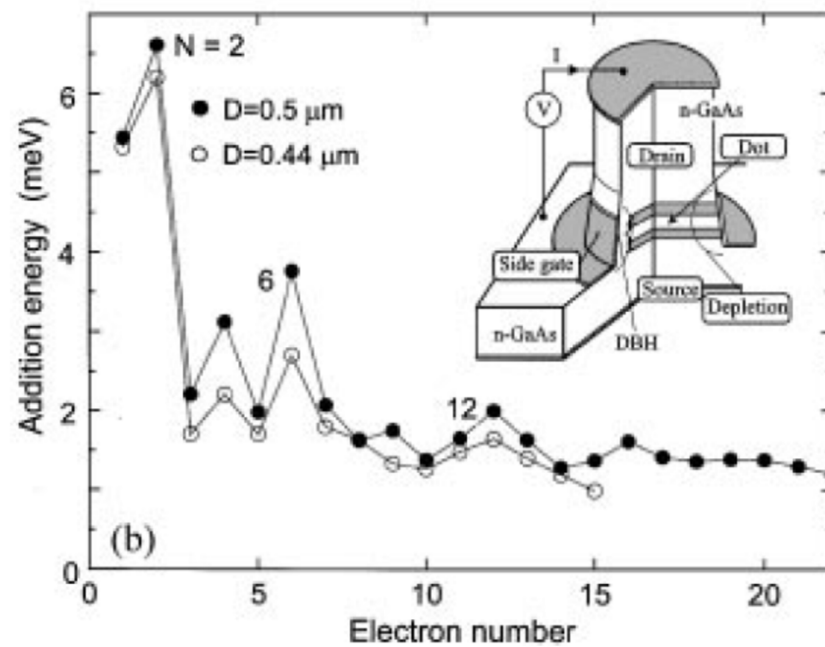 Addition energy (meV)
6
4
2
0
N = 2
D=0.5 μm
D=0.44 μm
6
12
(b)
I
V
n-GaAs
Drain
Dot
Side gate
Source
Depletion
n-GaAs
DBH
0
5
10
15
20
Electron number